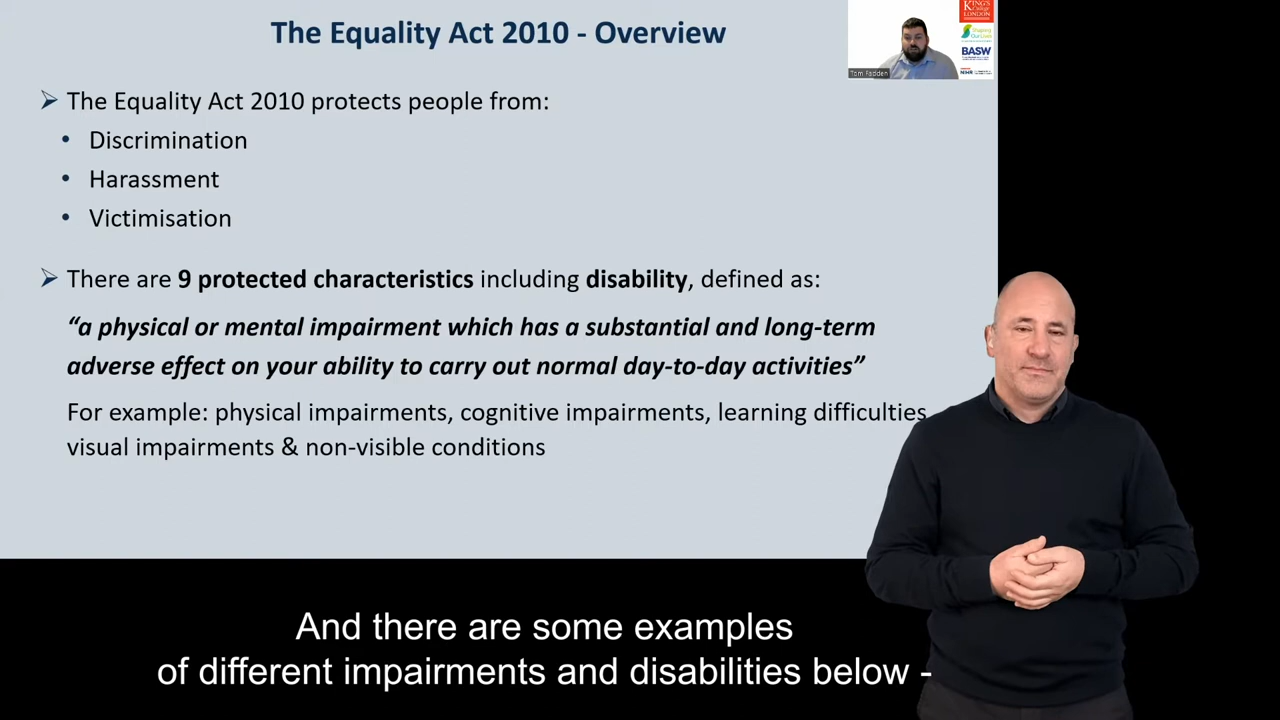 The Equality Act 2010 - Overview
KING'S
College
LONDON
Shaping
Our Lives
BASW
NIHR
Tom Fadden
The Equality Act 2010 protects people from:
• Discrimination
• Harassment
• Victimisation
There are 9 protected characteristics including disability, defined as:
“a physical or mental impairment which has a substantial and long-term
adverse effect on your ability to carry out normal day-to-day activities”
For example: physical impairments, cognitive impairments, learning difficulties
visual impairments & non-visible conditions
And there are some examples
of different impairments and disabilities below -